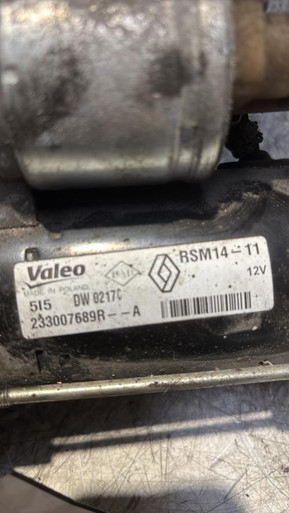 Valeo RSM14-11
MADE IN POLAND 12V
515 DW 0217C
233007689R--A